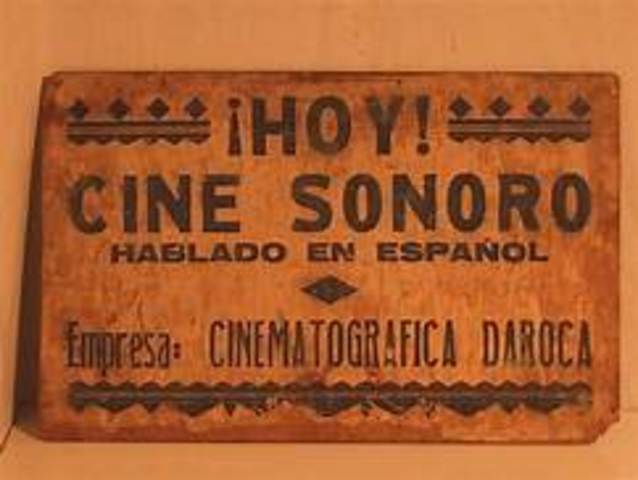 ¡HOY!
CINE SONORO
HABLADO EN ESPAÑOL
Empresa: CINEMATOGRAFICA DAROCA